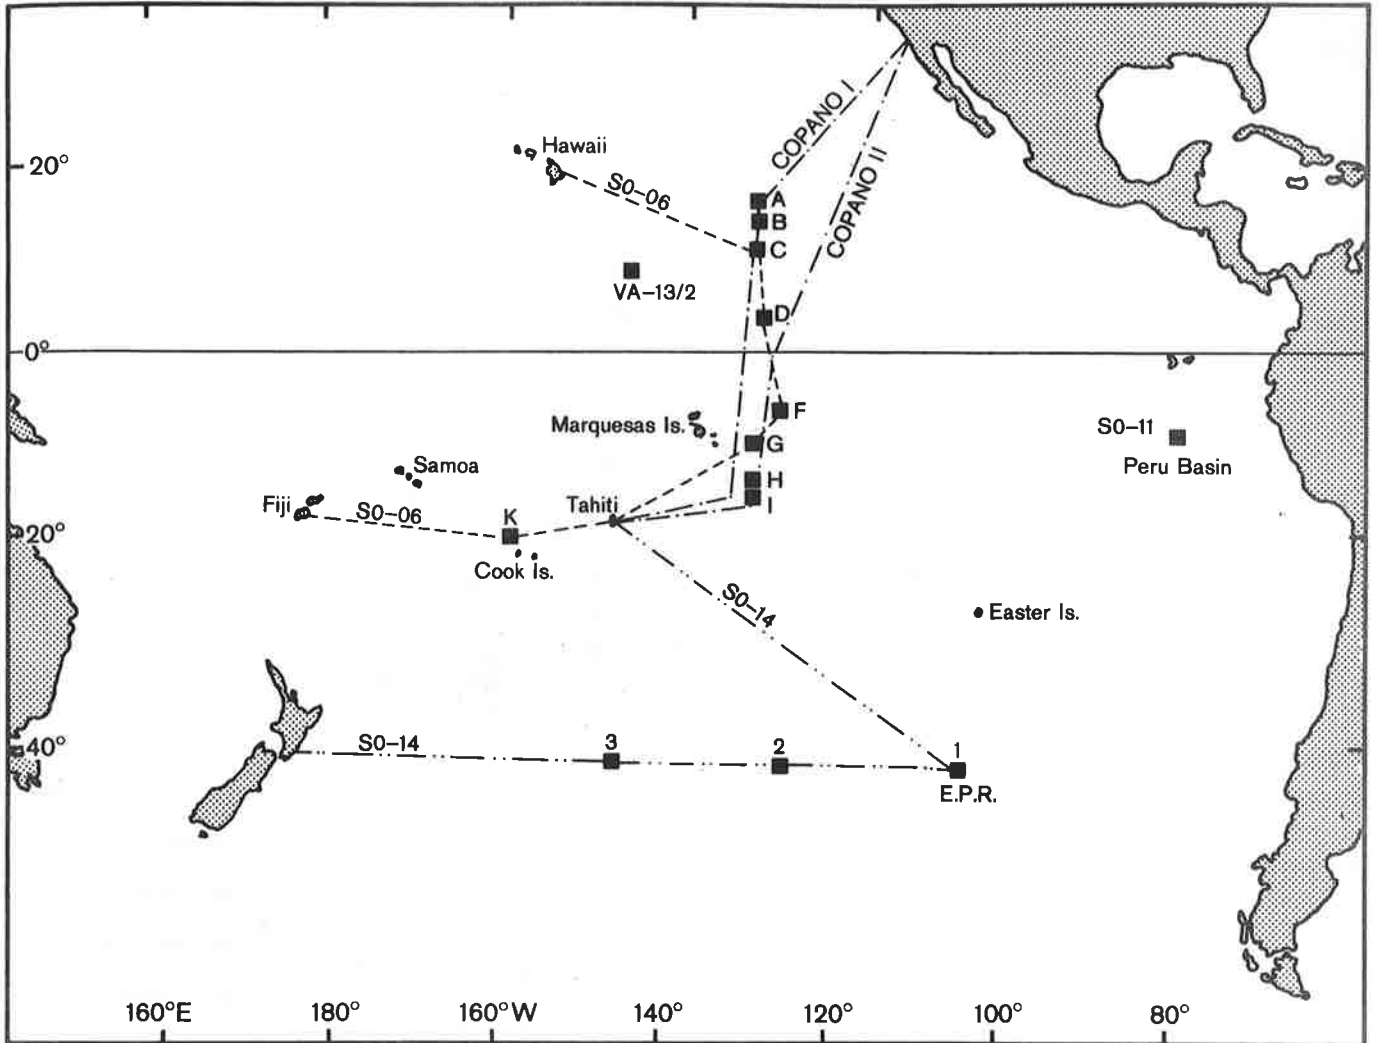 COPANO I
Hawaii
20°
S0-06
COPANO II
A
B
C
VA-13/2
D
0°
F
Marquesas Is.
S0-11
G
Peru Basin
Samoa
H
Fiji
S0-06
K
Tahiti
I
20°
Cook Is.
S0-14
Easter Is.
40°
S0-14
3
2
1
E.P.R.
160°E
180°
160°W
140°
120°
100°
80°